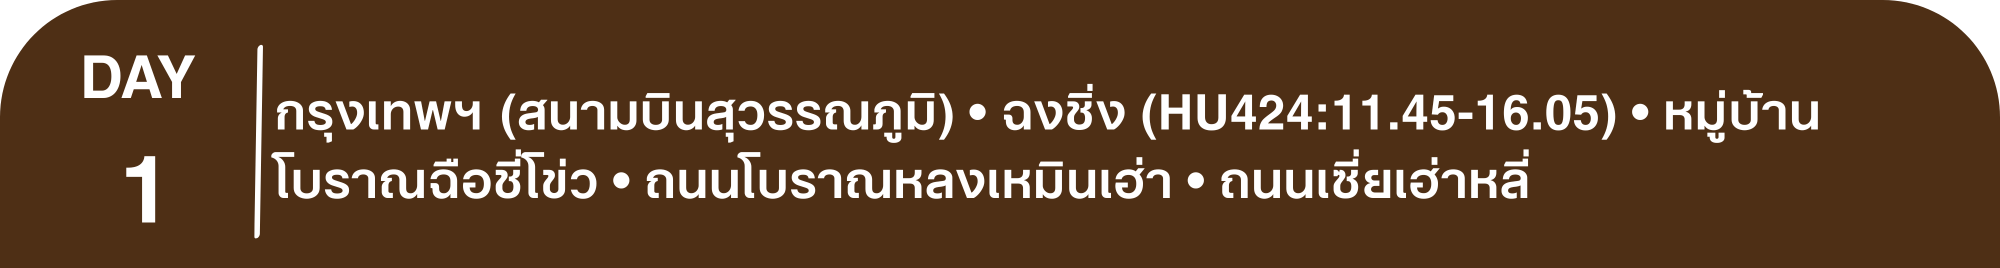 DAY
1
กรุงเทพฯ (สนามบินสุวรรณภูมิ) • ฉงชิ่ง (HU424:11.45-16.05) • หมู่บ้าน
โบราณฉือชี่โข่ว • ถนนโบราณหลงเหมินเฮ่า • ถนนเซี่ยเฮ่าหลี่